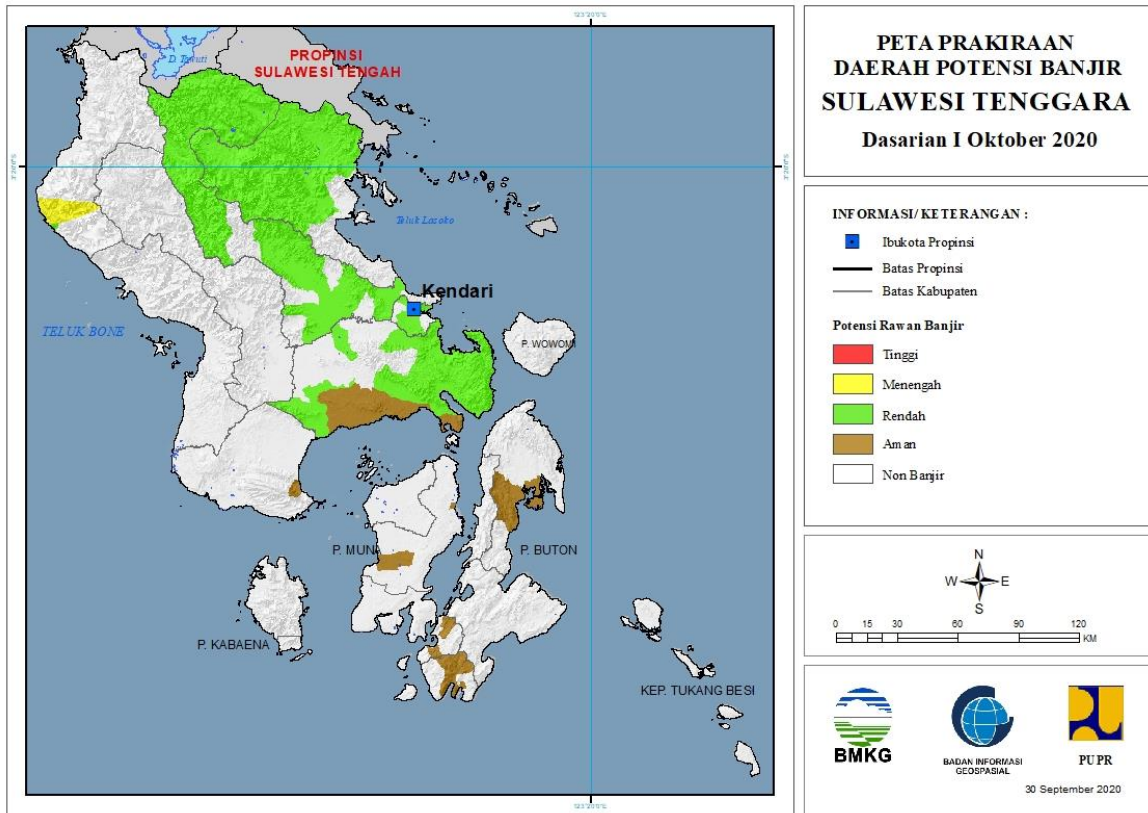 PROPINSI
SULAWESI TENGAH
D. Towuti
Teluk Lasolo
Kendari
TELUK BONE
P. WOWONI
P. MUNA
P. BUTON
P. KABAENA
KEP. TUKANG BESI
PETA PRAKIRAAN
DAERAH POTENSI BANJIR
SULAWESI TENGGARA
Dasarian I Oktober 2020
INFORMASI/ KETERANGAN :
Ibukota Propinsi
Batas Propinsi
Batas Kabupaten
Potensi Rawan Banjir
Tinggi
Menengah
Rendah
Aman
Non Banjir
N
W E
S
0 15 30 60 90 120
KM
BMKG
BADAN INFORMASI
GEOSPASIAL
PUPR
30 September 2020